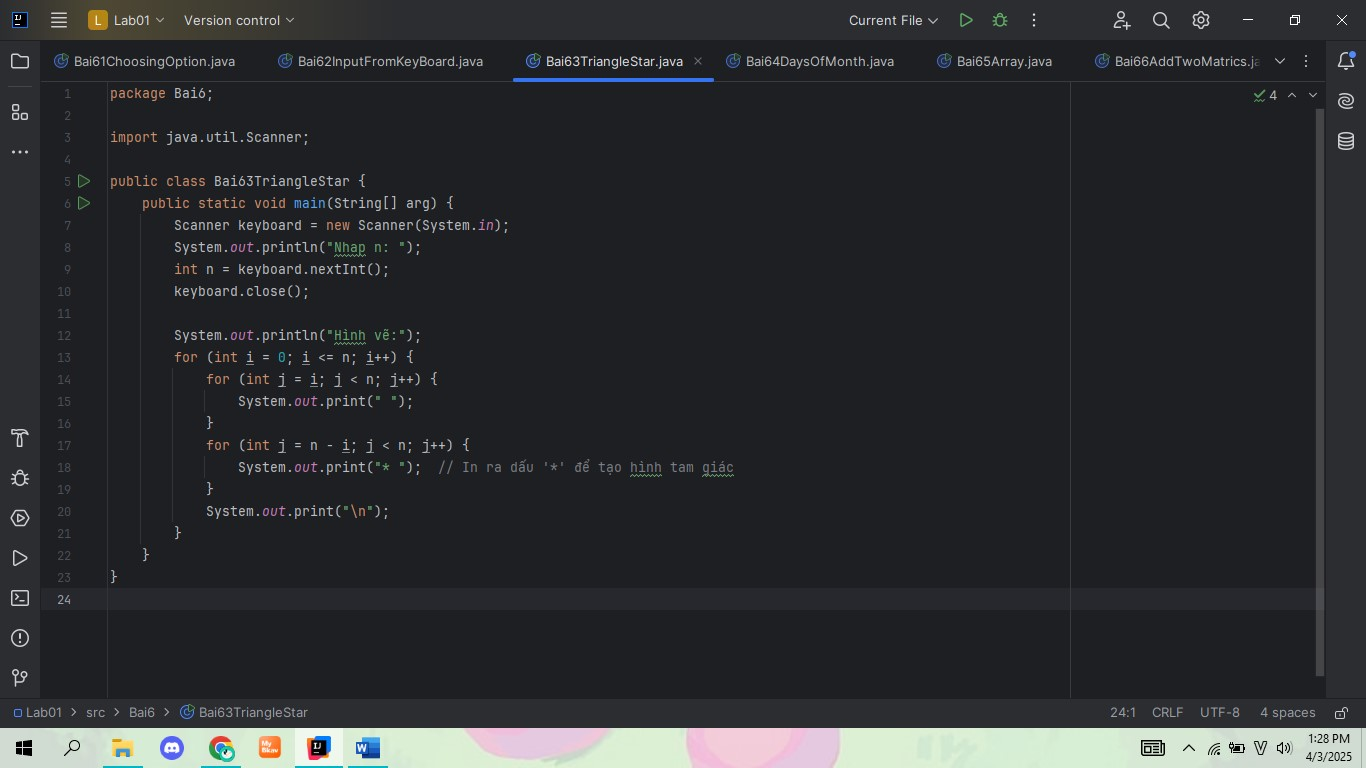 L Lab01 Version control Current File
Bai61ChoosingOption.java Bai62InputFromKeyBoard.java Bai63TriangleStar.java Bai64DaysOfMonth.java Bai65Array.java Bai66AddTwoMatrics.ja
4
1 package Bai6;
2
3 import java.util.Scanner;
4
5 public class Bai63TriangleStar {
6 public static void main(String[] arg) {
7 Scanner keyboard = new Scanner(System.in);
8 System.out.println("Nhap n: ");
9 int n = keyboard.nextInt();
10 keyboard.close();
11
12 System.out.println("Hình vẽ:");
13 for (int i = 0; i <= n; i++) {
14 for (int j = i; j < n; j++) {
15 System.out.print(" ");
16 }
17 for (int j = n - i; j < n; j++) {
18 System.out.print("* "); // In ra dấu '*' để tạo hình tam giác
19 }
20 System.out.print("\n");
21 }
22 }
23 }
24
Lab01 > src > Bai6 > Bai63TriangleStar 24:1 CRLF UTF-8 4 spaces
My Bkav IJ W V 1:28 PM
4/3/2025